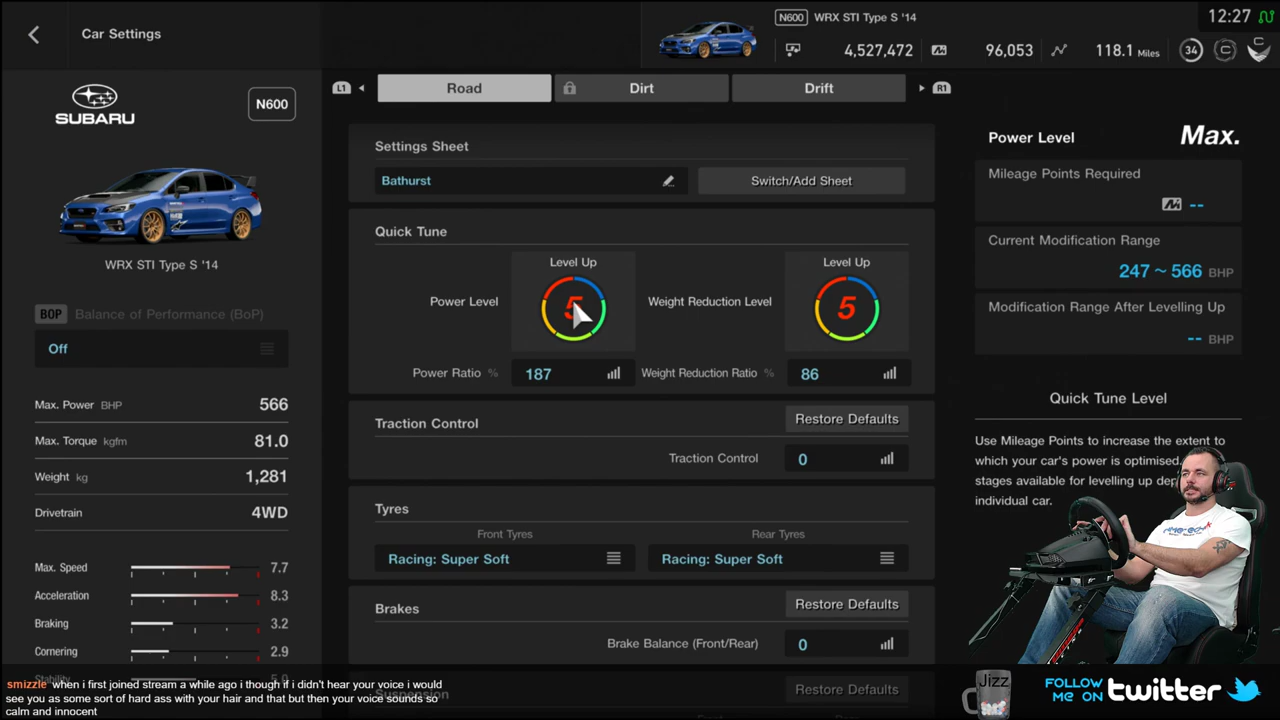 Car Settings
N600 WRX STI Type S '14
12:27
4,527,472
96,053
118.1 Miles
34
C
C
SUBARU
N600
L1
Road
Dirt
Drift
R1
Power Level
Max.
Settings Sheet
Mileage Points Required
--
Bathurst
Switch/Add Sheet
Quick Tune
Current Modification Range
247 ~ 566 BHP
WRX STI Type S '14
Level Up
Level Up
Power Level
5
Weight Reduction Level
5
Modification Range After Levelling Up
-- BHP
BOP Balance of Performance (BoP)
Off
Power Ratio %
187
Weight Reduction Ratio %
86
Max. Power BHP
566
Max. Torque kgfm
81.0
Weight kg
1,281
Drivetrain
4WD
Traction Control
Restore Defaults
Traction Control
0
Quick Tune Level
Use Mileage Points to increase the extent to
which your car's power is optimised.
stages available for levelling up
individual car.
Tyres
Front Tyres
Rear Tyres
Racing: Super Soft
Racing: Super Soft
Max. Speed
7.7
Acceleration
8.3
Braking
3.2
Cornering
2.9
Stability
Brakes
Restore Defaults
Brake Balance (Front/Rear)
0
Suspension
Restore Defaults
smizzle when i first joined stream a while ago i though if i didn't hear your voice i would
see you as some sort of hard ass with your hair and that but then your voice sounds so
calm and innocent
Jizz
FOLLOW
ME ON
twitter